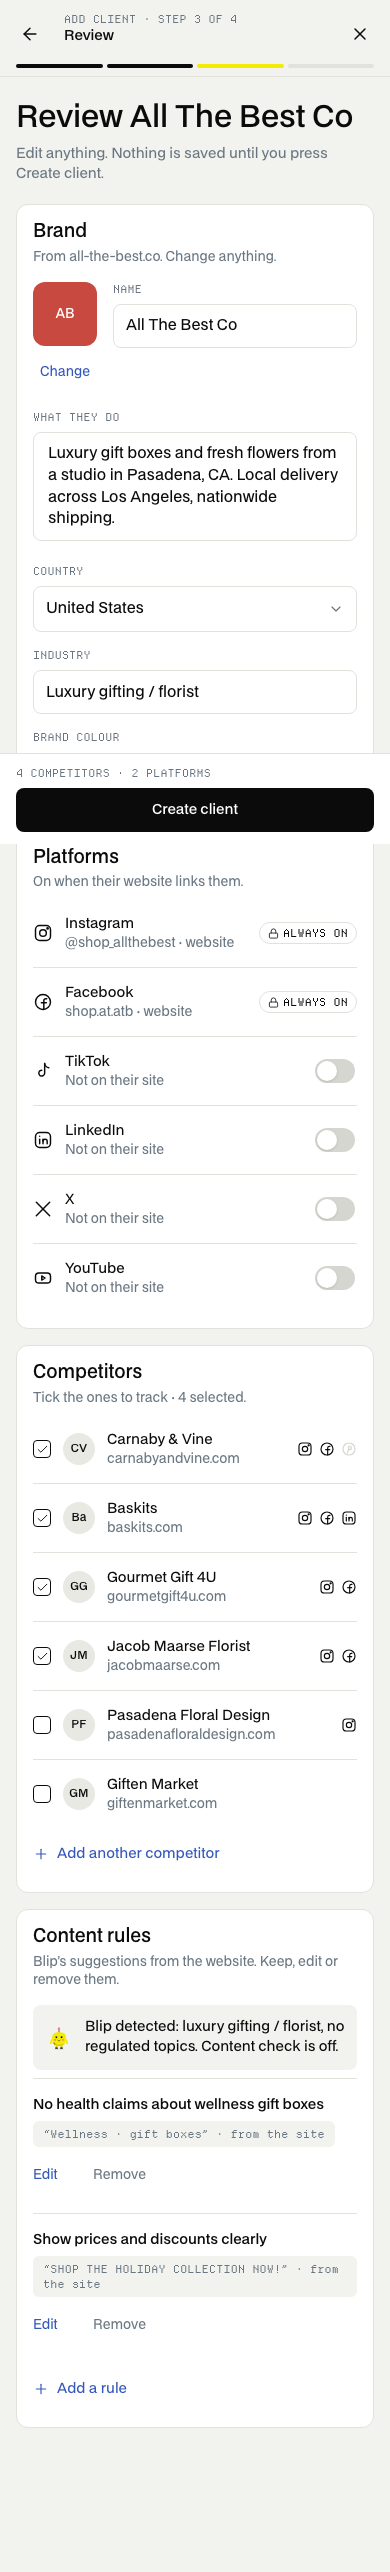 ADD CLIENT · STEP 3 OF 4
Review
Review All The Best Co
Edit anything. Nothing is saved until you press
Create client.
Brand
From all-the-best.co. Change anything.
AB
NAME
All The Best Co
Change
WHAT THEY DO
Luxury gift boxes and fresh flowers from
a studio in Pasadena, CA. Local delivery
across Los Angeles, nationwide
shipping.
COUNTRY
United States
INDUSTRY
Luxury gifting / florist
BRAND COLOUR
4 COMPETITORS · 2 PLATFORMS
Create client
Platforms
On when their website links them.
Instagram
@shop_allthebest · website
ALWAYS ON
Facebook
shop.at.atb · website
ALWAYS ON
TikTok
Not on their site
LinkedIn
Not on their site
X
Not on their site
YouTube
Not on their site
Competitors
Tick the ones to track · 4 selected.
CV
Carnaby & Vine
carnabyandvine.com
Ba
Baskits
baskits.com
GG
Gourmet Gift 4U
gourmetgift4u.com
JM
Jacob Maarse Florist
jacobmaarse.com
PF
Pasadena Floral Design
pasadenafloraldesign.com
GM
Giften Market
giftenmarket.com
+ Add another competitor
Content rules
Blip's suggestions from the website. Keep, edit or
remove them.
Blip detected: luxury gifting / florist, no
regulated topics. Content check is off.
No health claims about wellness gift boxes
“Wellness · gift boxes” · from the site
Edit
Remove
Show prices and discounts clearly
“SHOP THE HOLIDAY COLLECTION NOW!” · from
the site
Edit
Remove
+ Add a rule